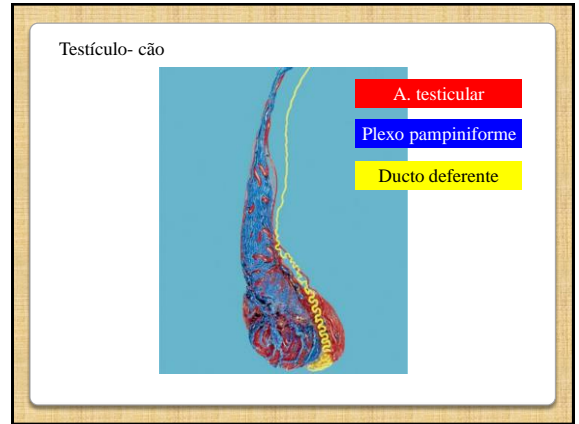 Testículo- cão
A. testicular
Plexo pampiniforme
Ducto deferente